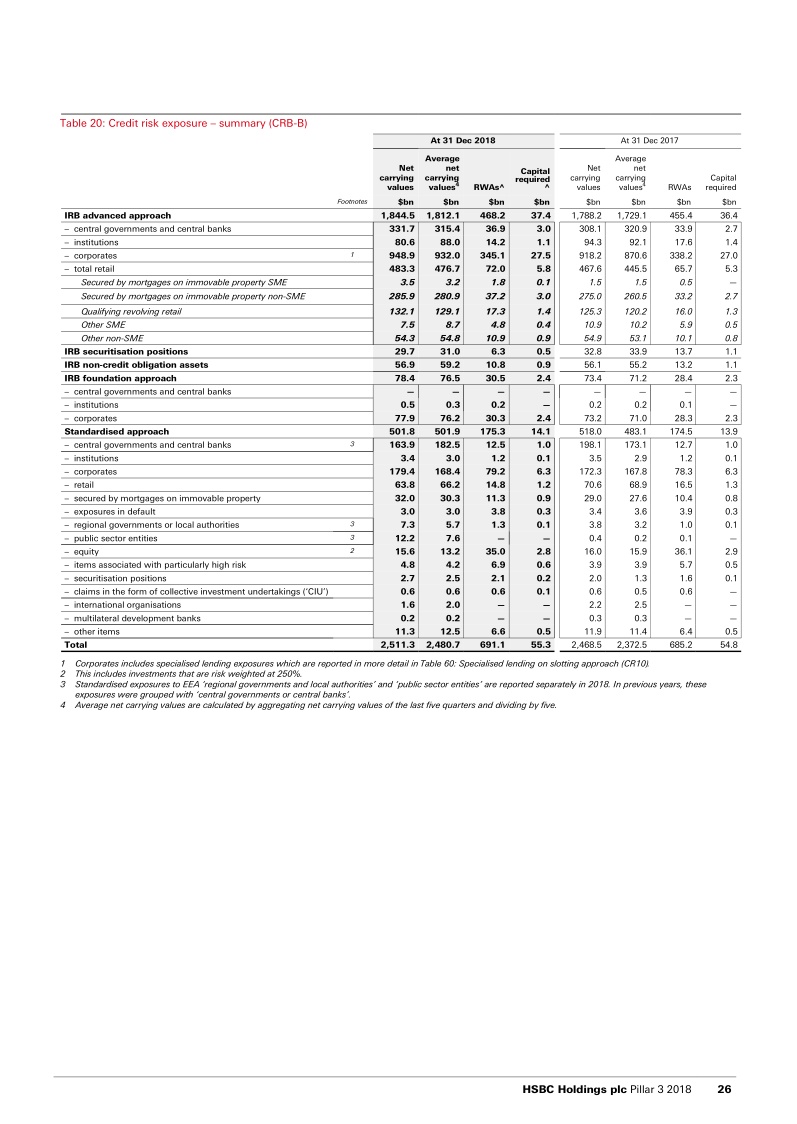 Table 20: Credit risk exposure – summary (CRB-B)
At 31 Dec 2018 At 31 Dec 2017
Footnotes Net carrying values $bn Average net carrying values4 $bn RWAs^ $bn Capital required ^ $bn Net carrying values $bn Average net carrying values4 $bn RWAs $bn Capital required $bn
IRB advanced approach 1,844.5 1,812.1 468.2 37.4 1,788.2 1,729.1 455.4 36.4
– central governments and central banks 331.7 315.4 36.9 3.0 308.1 320.9 33.9 2.7
– institutions 80.6 88.0 14.2 1.1 94.3 92.1 17.6 1.4
– corporates 1 948.9 932.0 345.1 27.5 918.2 870.6 338.2 27.0
– total retail 483.3 476.7 72.0 5.8 467.6 445.5 65.7 5.3
Secured by mortgages on immovable property SME 3.5 3.2 1.8 0.1 1.5 1.5 0.5 —
Secured by mortgages on immovable property non-SME 285.9 280.9 37.2 3.0 275.0 260.5 33.2 2.7
Qualifying revolving retail 132.1 129.1 17.3 1.4 125.3 120.2 16.0 1.3
Other SME 7.5 8.7 4.8 0.4 10.9 10.2 5.9 0.5
Other non-SME 54.3 54.8 10.9 0.9 54.9 53.1 10.1 0.8
IRB securitisation positions 29.7 31.0 6.3 0.5 32.8 33.9 13.7 1.1
IRB non-credit obligation assets 56.9 59.2 10.8 0.9 56.1 55.2 13.2 1.1
IRB foundation approach 78.4 76.5 30.5 2.4 73.4 71.2 28.4 2.3
– central governments and central banks — — — — — — — —
– institutions 0.5 0.3 0.2 — 0.2 0.2 0.1 —
– corporates 77.9 76.2 30.3 2.4 73.2 71.0 28.3 2.3
Standardised approach 501.8 501.9 175.3 14.1 518.0 483.1 174.5 13.9
– central governments and central banks 3 163.9 182.5 12.5 1.0 198.1 173.1 12.7 1.0
– institutions 3.4 3.0 1.2 0.1 3.5 2.9 1.2 0.1
– corporates 179.4 168.4 79.2 6.3 172.3 167.8 78.3 6.3
– retail 63.8 66.2 14.8 1.2 70.6 68.9 16.5 1.3
– secured by mortgages on immovable property 32.0 30.3 11.3 0.9 29.0 27.6 10.4 0.8
– exposures in default 3.0 3.0 3.8 0.3 3.4 3.6 3.9 0.3
– regional governments or local authorities 3 7.3 5.7 1.3 0.1 3.8 3.2 1.0 0.1
– public sector entities 3 12.2 7.6 — — 0.4 0.2 0.1 —
– equity 2 15.6 13.2 35.0 2.8 16.0 15.9 36.1 2.9
– items associated with particularly high risk 4.8 4.2 6.9 0.6 3.9 3.9 5.7 0.5
– securitisation positions 2.7 2.5 2.1 0.2 2.0 1.3 1.6 0.1
– claims in the form of collective investment undertakings (‘CIU’) 0.6 0.6 0.6 0.1 0.6 0.5 0.6 —
– international organisations 1.6 2.0 — — 2.2 2.5 — —
– multilateral development banks 0.2 0.2 — — 0.3 0.3 — —
– other items 11.3 12.5 6.6 0.5 11.9 11.4 6.4 0.5
Total 2,511.3 2,480.7 691.1 55.3 2,468.5 2,372.5 685.2 54.8
1 Corporates includes specialised lending exposures which are reported in more detail in Table 60: Specialised lending on slotting approach (CR10).
2 This includes investments that are risk weighted at 250%.
3 Standardised exposures to EEA ‘regional governments and local authorities’ and ‘public sector entities’ are reported separately in 2018. In previous years, these
exposures were grouped with ‘central governments or central banks’.
4 Average net carrying values are calculated by aggregating net carrying values of the last five quarters and dividing by five.
HSBC Holdings plc Pillar 3 2018 26